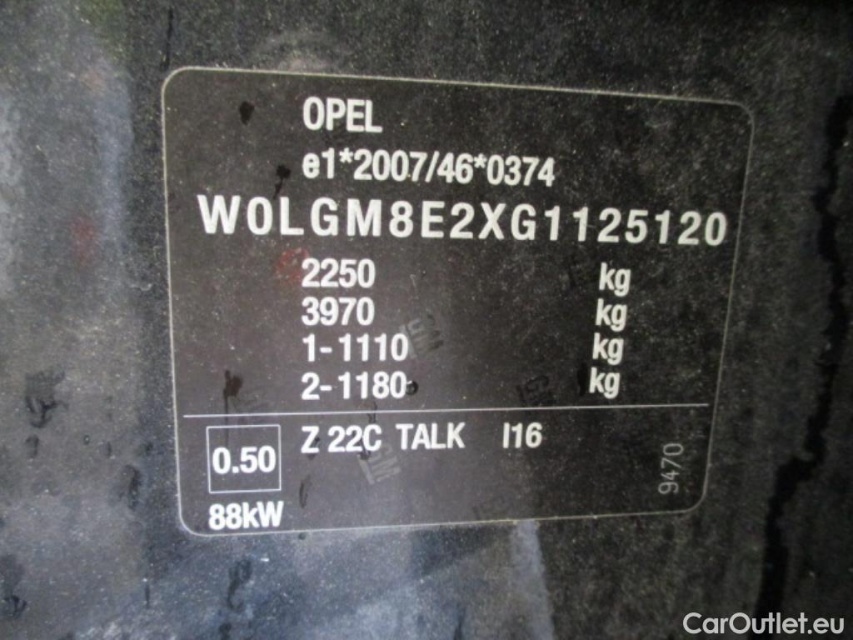 OPEL
e1*2007/46*0374
W0LGM8E2XG1125120
2250 kg
3970 kg
1-1110 kg
2-1180 kg
0.50 Z 22C TALK I16
9470
88kW
CarOutlet.eu